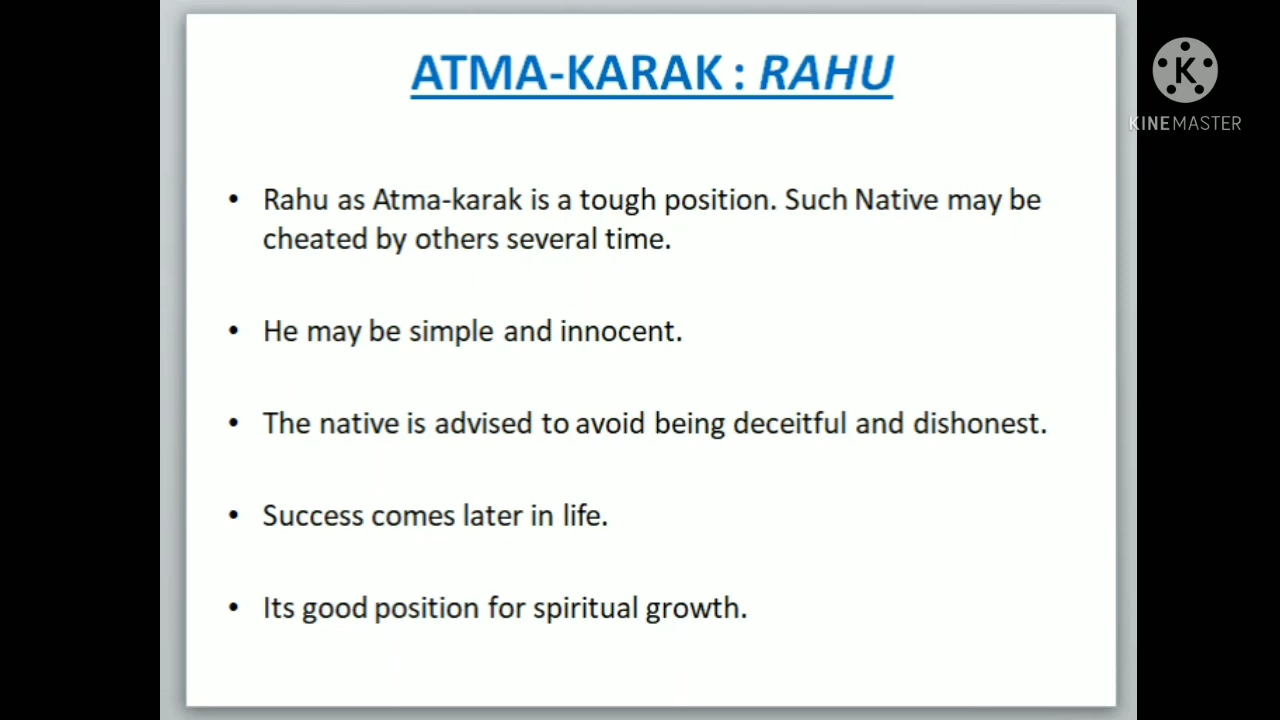 ATMA-KARAK : RAHU
KINEMASTER
• Rahu as Atma-karak is a tough position. Such Native may be
cheated by others several time.
• He may be simple and innocent.
• The native is advised to avoid being deceitful and dishonest.
• Success comes later in life.
• Its good position for spiritual growth.